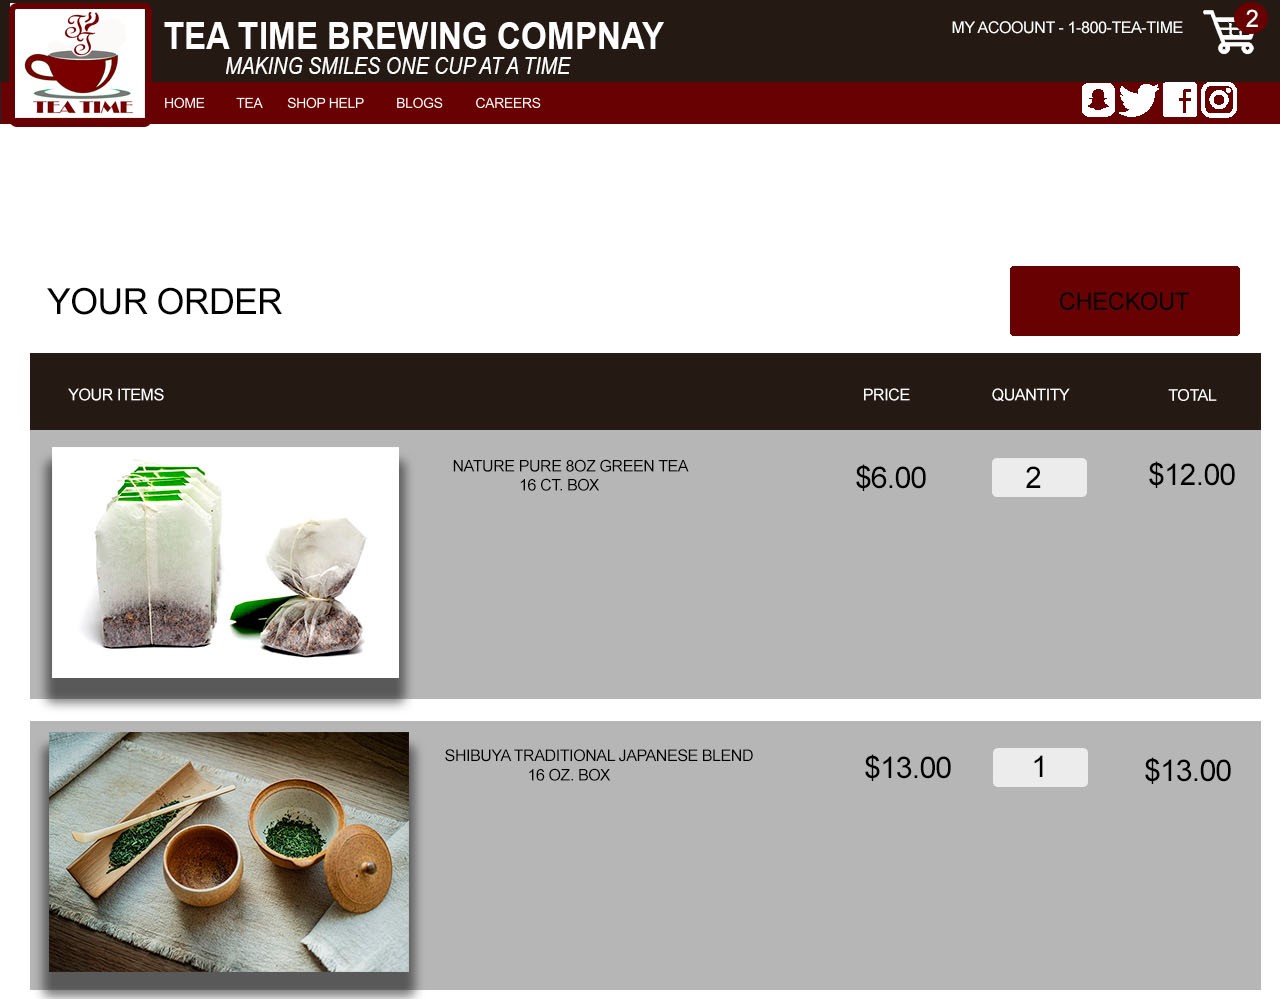 TEA TIME BREWING COMPNAY
MAKING SMILES ONE CUP AT A TIME
MY ACOOUNT - 1-800-TEA-TIME
2
TEA TIME
HOME TEA SHOP HELP BLOGS CAREERS
YOUR ORDER
CHECKOUT
YOUR ITEMS PRICE QUANTITY TOTAL
NATURE PURE 8OZ GREEN TEA
16 CT. BOX
$6.00 2 $12.00
SHIBUYA TRADITIONAL JAPANESE BLEND
16 OZ. BOX
$13.00 1 $13.00